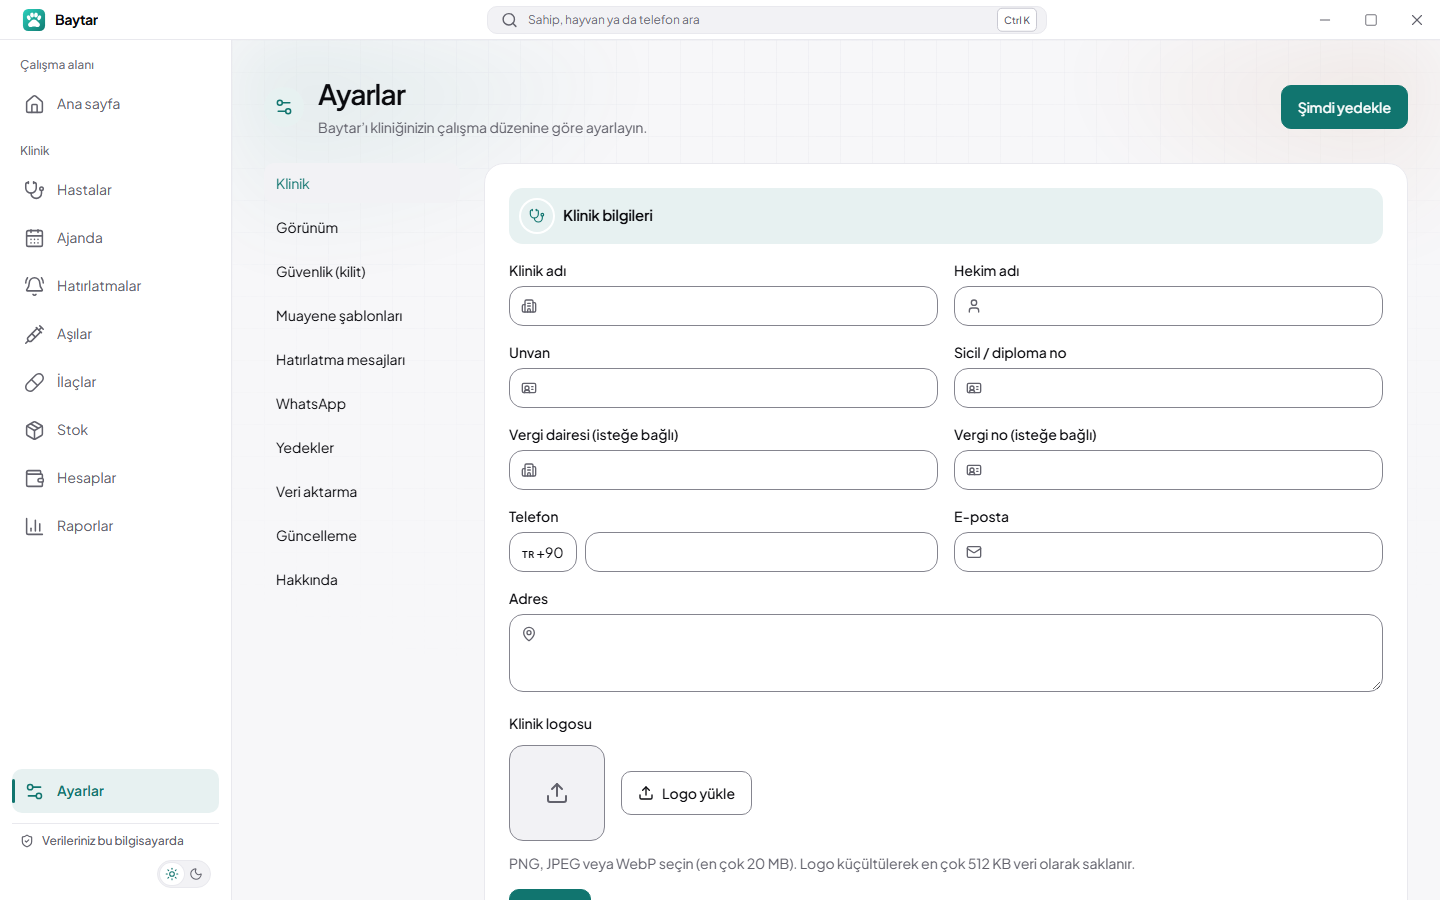 Baytar
Sahip, hayvan ya da telefon ara
Ctrl K
Çalışma alanı
Ana sayfa
Klinik
Hastalar
Ajanda
Hatırlatmalar
Aşılar
İlaçlar
Stok
Hesaplar
Raporlar
Ayarlar
Verileriniz bu bilgisayarda
Ayarlar
Baytar'ı kliniğinizin çalışma düzenine göre ayarlayın.
Şimdi yedekle
Klinik
Görünüm
Güvenlik (kilit)
Muayene şablonları
Hatırlatma mesajları
WhatsApp
Yedekler
Veri aktarma
Güncelleme
Hakkında
Klinik bilgileri
Klinik adı
Hekim adı
Unvan
Sicil / diploma no
Vergi dairesi (isteğe bağlı)
Vergi no (isteğe bağlı)
Telefon
E-posta
TR +90
Adres
Klinik logosu
Logo yükle
PNG, JPEG veya WebP seçin (en çok 20 MB). Logo küçültülerek en çok 512 KB veri olarak saklanır.